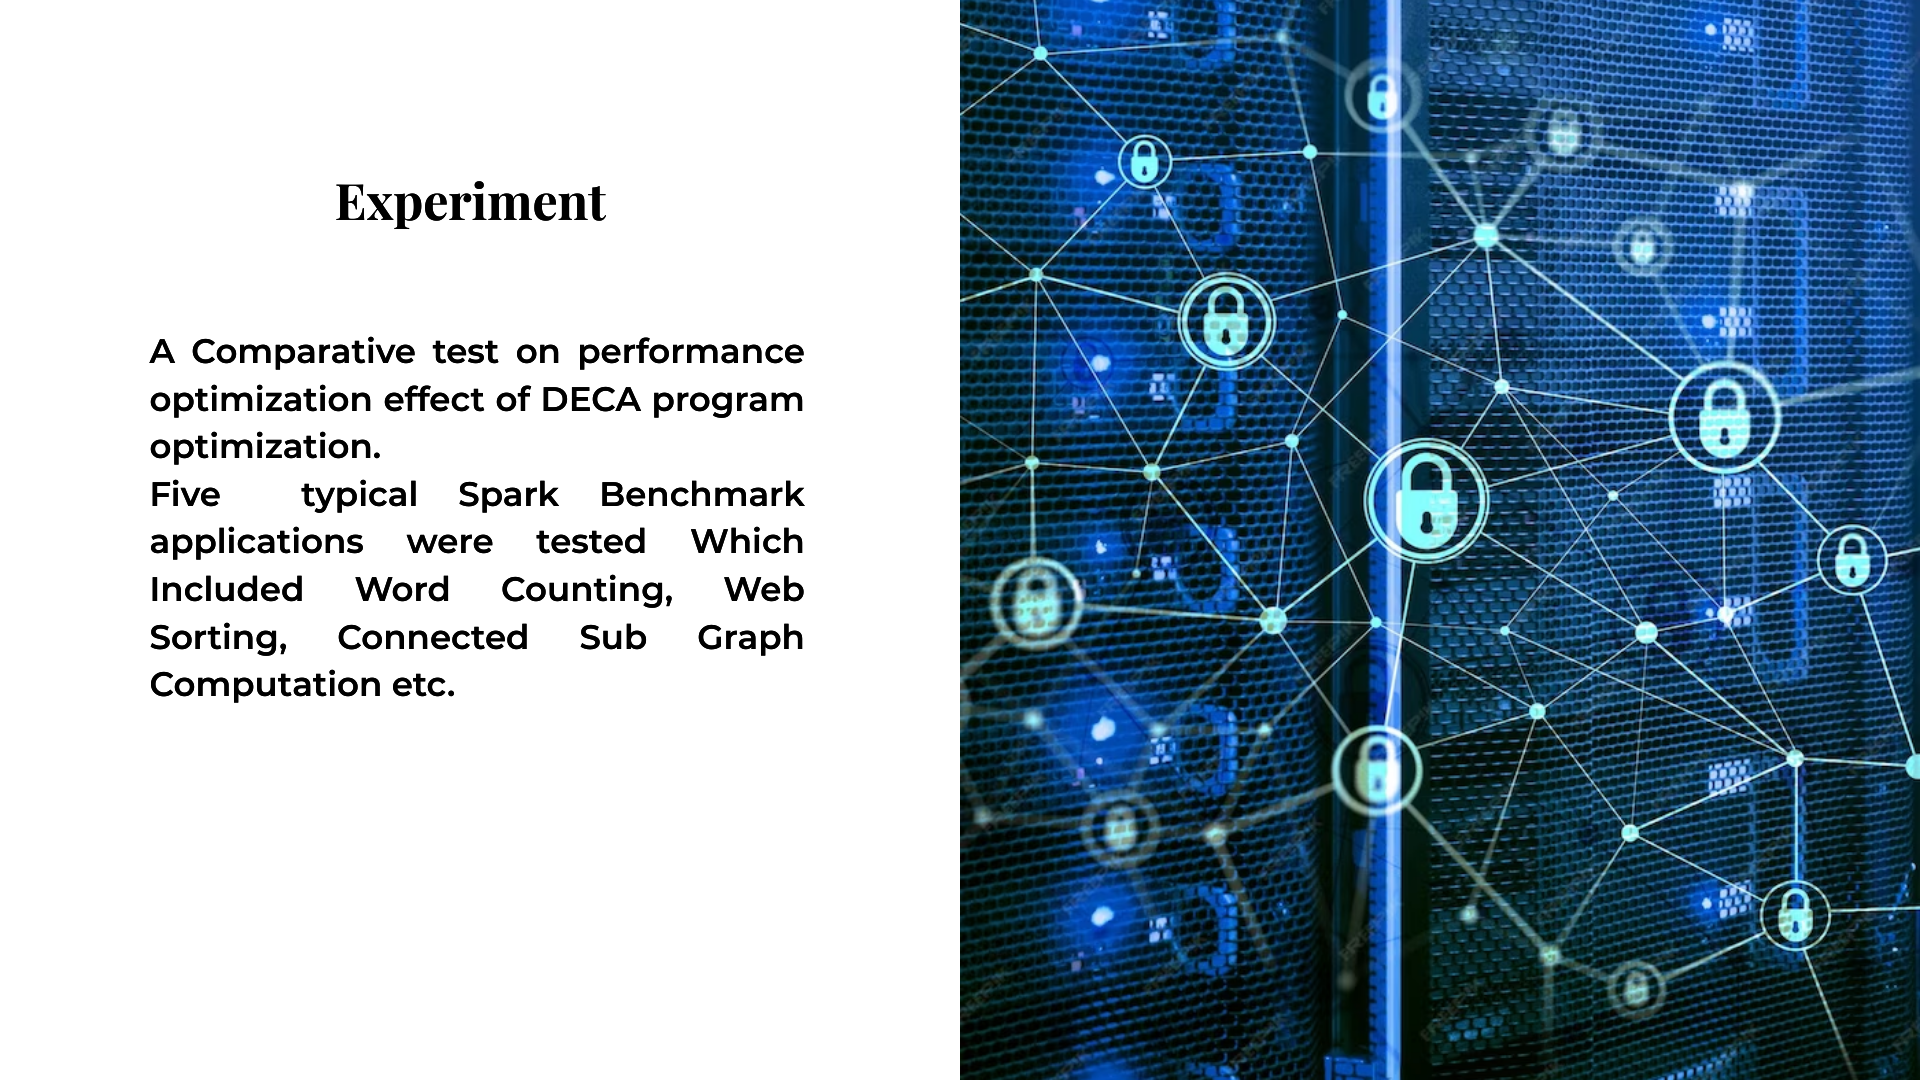 Experiment
A Comparative test on performance
optimization effect of DECA program
optimization.
Five typical Spark Benchmark
applications were tested Which
Included Word Counting, Web
Sorting, Connected Sub Graph
Computation etc.